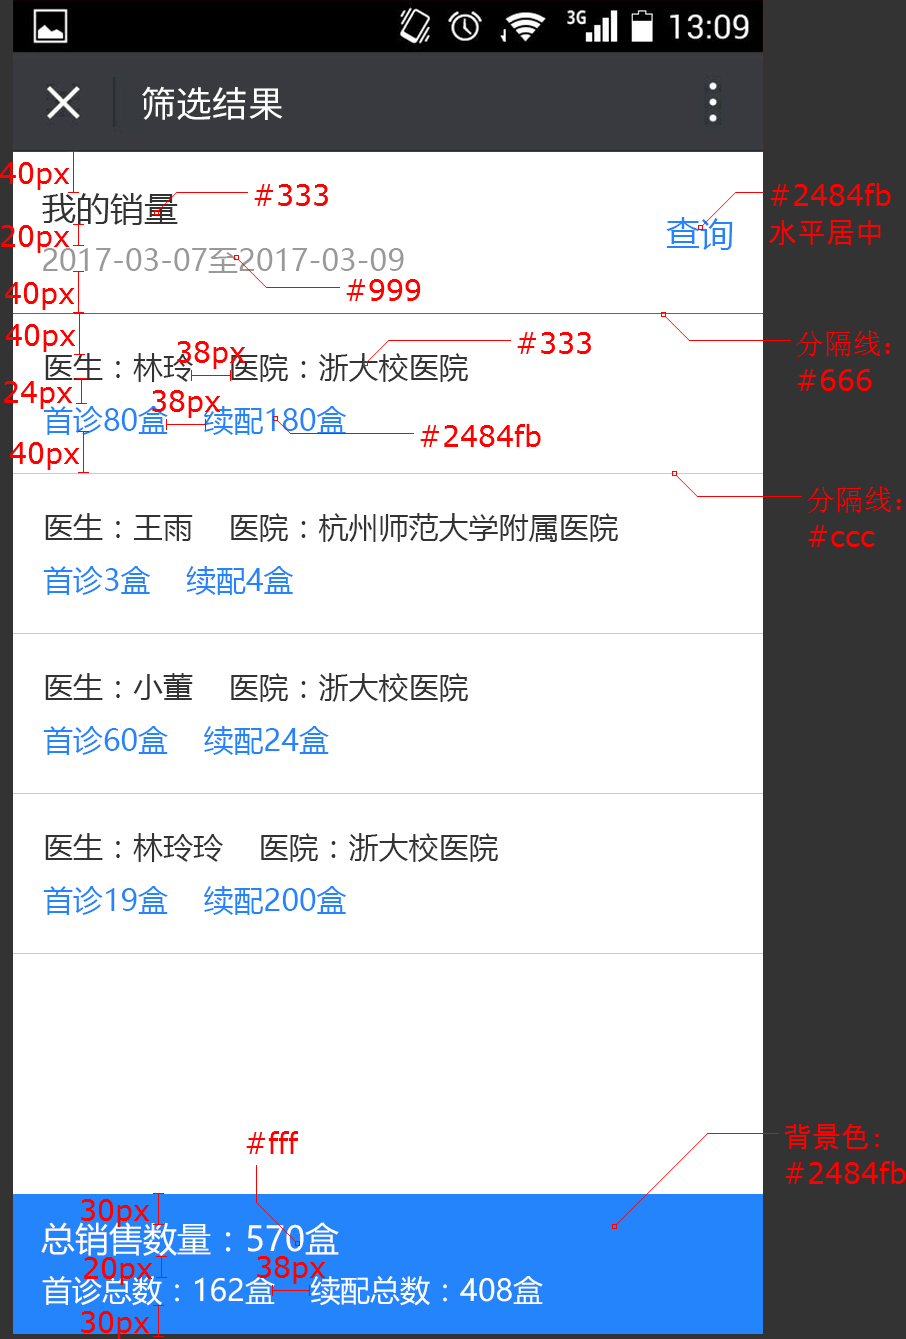 3G 13:09
筛选结果
40px
#333
我的销量
#2484fb
水平居中
20px
查询
2017-03-07至2017-03-09
#999
40px
40px
分隔线：
#666
38px
#333
医生：林玲 医院：浙大校医院
24px
38px
首诊80盒 续配180盒
#2484fb
40px
分隔线：
#ccc
医生：王雨 医院：杭州师范大学附属医院
首诊3盒 续配4盒
医生：小董 医院：浙大校医院
首诊60盒 续配24盒
医生：林玲玲 医院：浙大校医院
首诊19盒 续配200盒
#fff
背景色：
#2484fb
30px
总销售数量：570盒
20px
38px
首诊总数：162盒 续配总数：408盒
30px